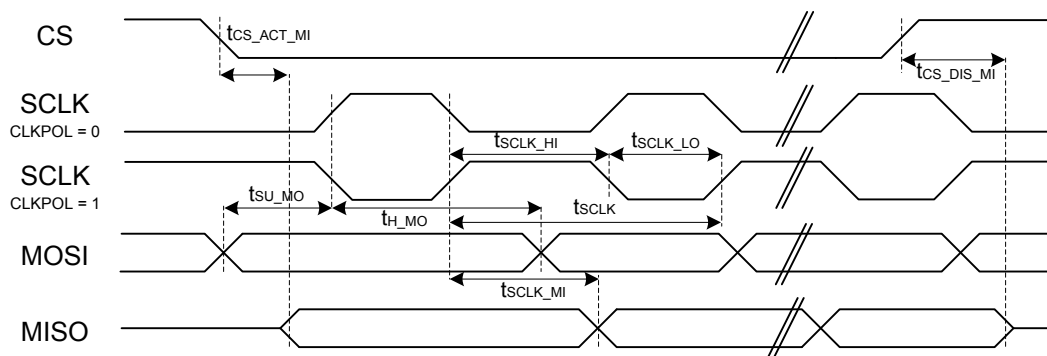 CS
tCS_ACT_MI
tCS_DIS_MI
SCLK
CLKPOL = 0
tSCLK_HI
tSCLK_LO
SCLK
CLKPOL = 1
tSU_MO
tH_MO
tSCLK
MOSI
tSCLK_MI
MISO